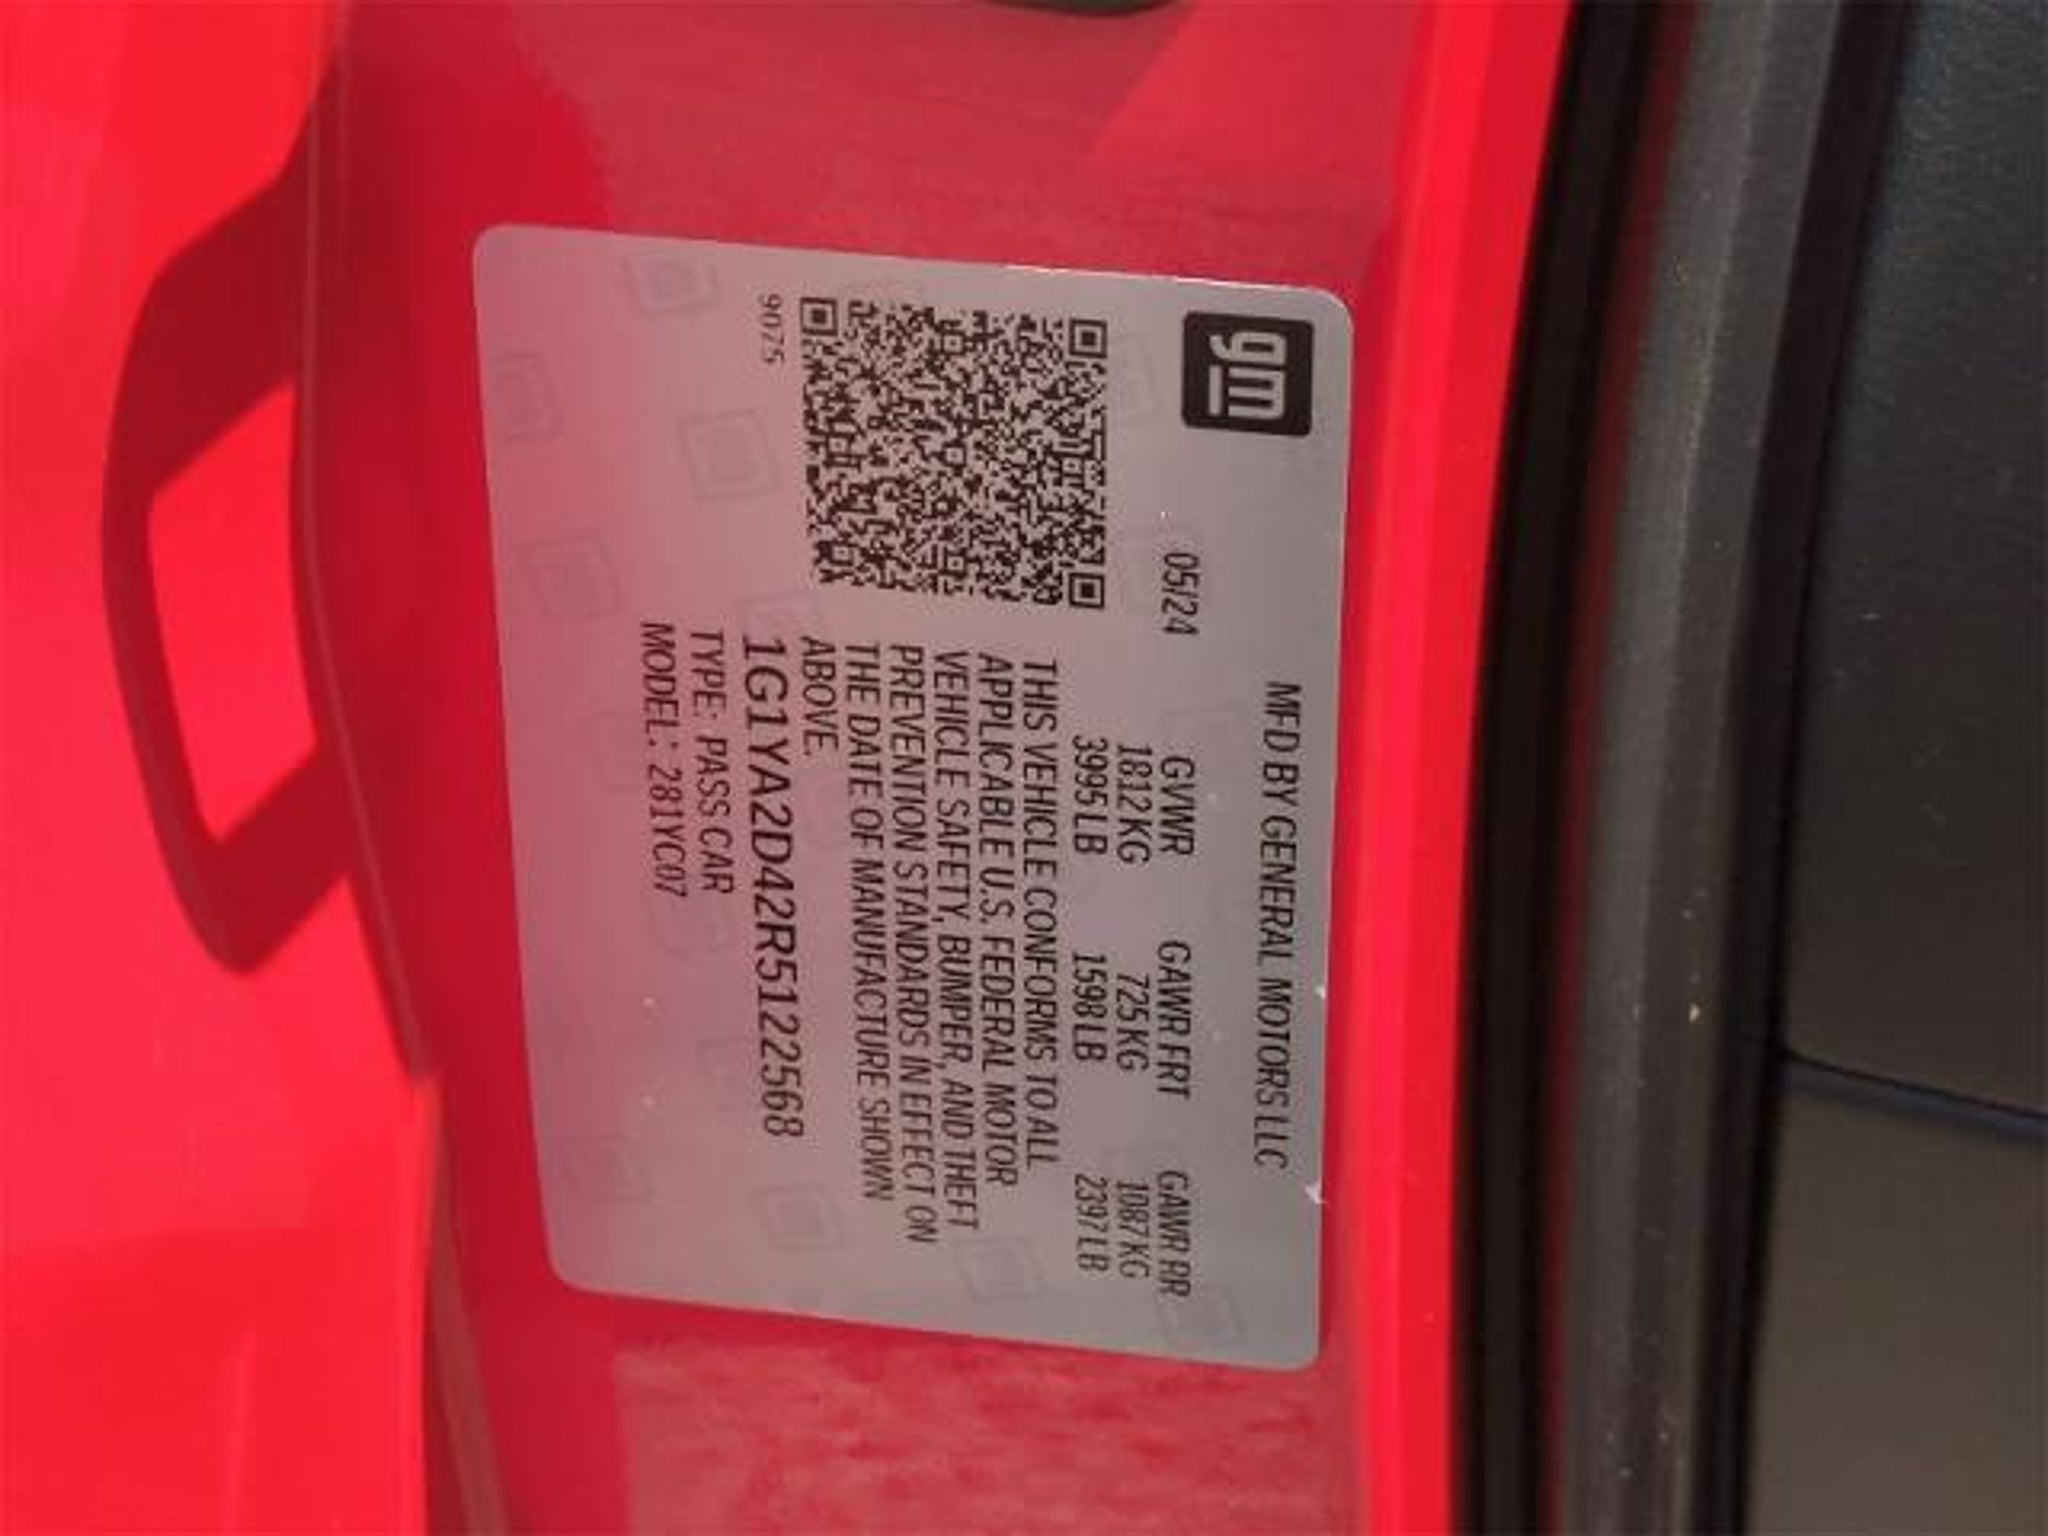 gm
MFD BY GENERAL MOTORS LLC
05/24
GVWR GAWR FRT GAWR RR
1812 KG 725 KG 1087 KG
3995 LB 1598 LB 2397 LB
THIS VEHICLE CONFORMS TO ALL
APPLICABLE U.S. FEDERAL MOTOR
VEHICLE SAFETY, BUMPER, AND THEFT
PREVENTION STANDARDS IN EFFECT ON
THE DATE OF MANUFACTURE SHOWN
ABOVE.
1G1YA2D42R5122568
TYPE: PASS CAR
MODEL: 281YC07
9075